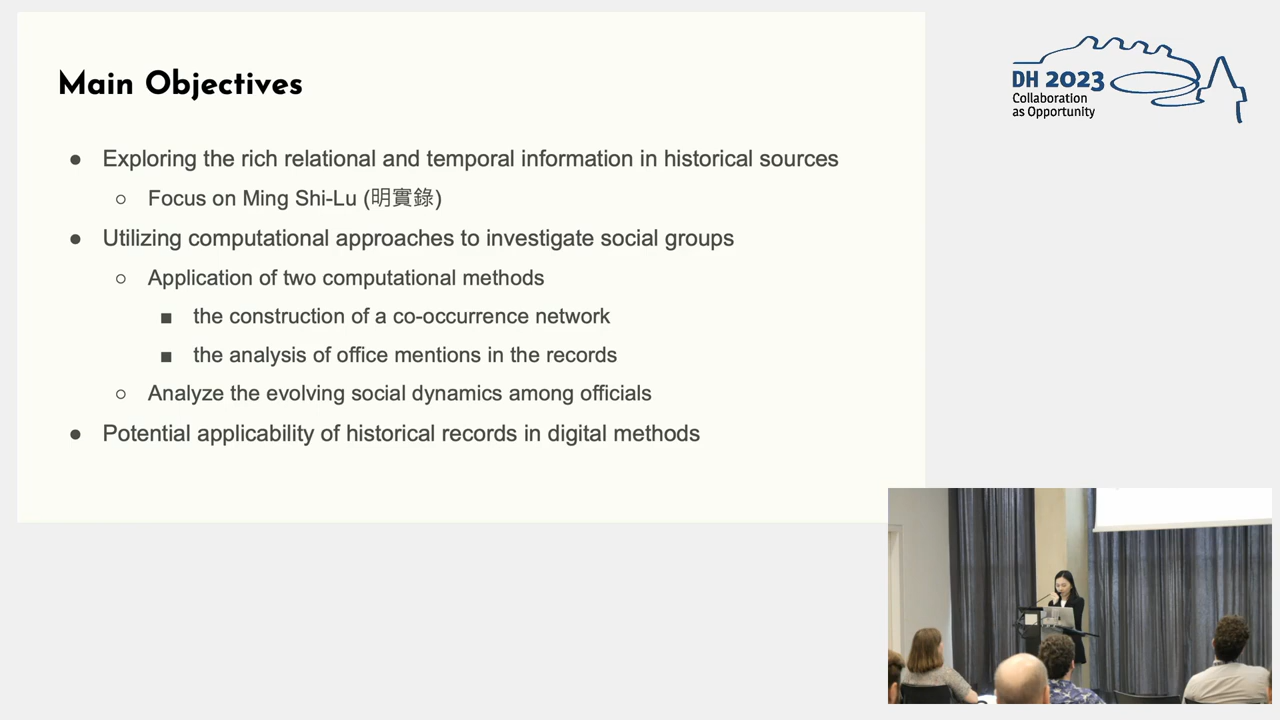 Main Objectives
● Exploring the rich relational and temporal information in historical sources
○ Focus on Ming Shi-Lu (明實錄)
● Utilizing computational approaches to investigate social groups
○ Application of two computational methods
■ the construction of a co-occurrence network
■ the analysis of office mentions in the records
○ Analyze the evolving social dynamics among officials
● Potential applicability of historical records in digital methods
DH 2023
Collaboration
as Opportunity